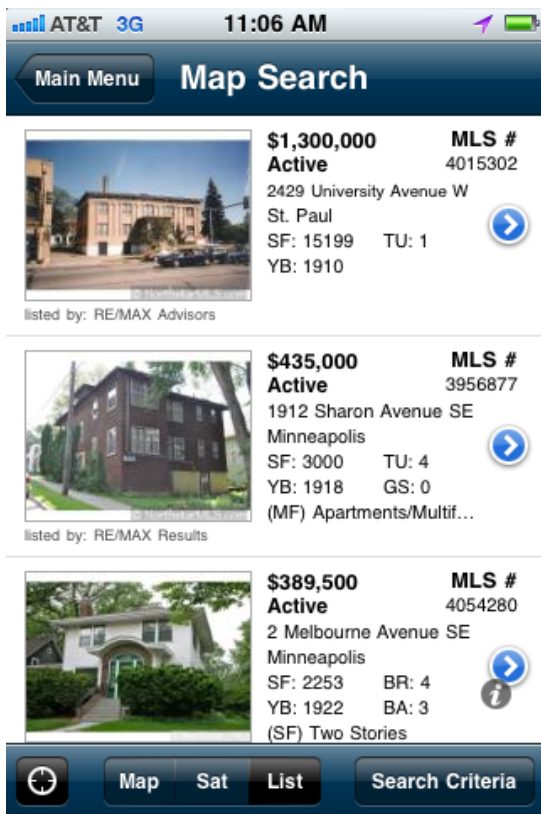 AT&T 3G 11:06 AM
Main Menu Map Search
$1,300,000 MLS #
Active 4015302
2429 University Avenue W
St. Paul
SF: 15199 TU: 1
YB: 1910
© NorthstarMLS.com
listed by: RE/MAX Advisors
$435,000 MLS #
Active 3956877
1912 Sharon Avenue SE
Minneapolis
SF: 3000 TU: 4
YB: 1918 GS: 0
(MF) Apartments/Multif...
© NorthstarMLS.com
listed by: RE/MAX Results
$389,500 MLS #
Active 4054280
2 Melbourne Avenue SE
Minneapolis
SF: 2253 BR: 4
YB: 1922 BA: 3
(SF) Two Stories
i
Map Sat List Search Criteria